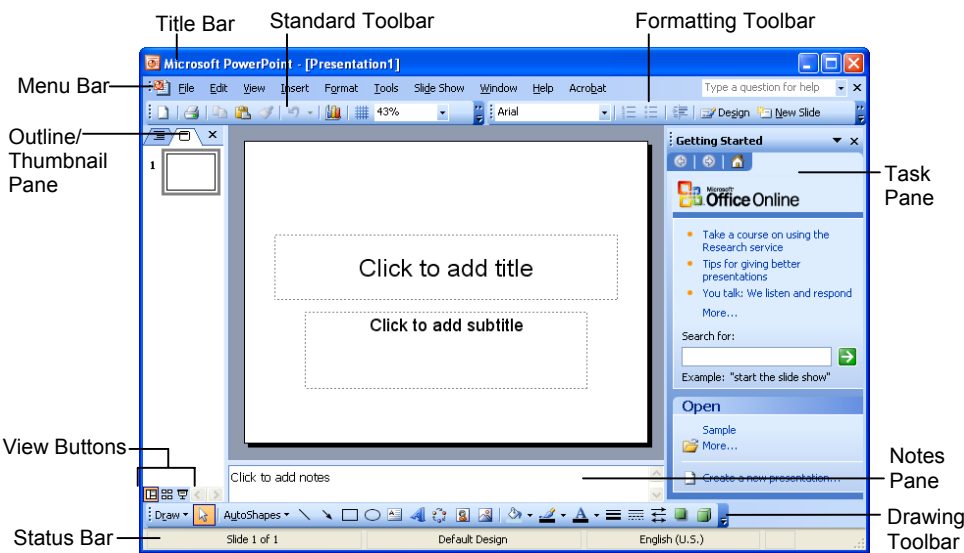 Title Bar Standard Toolbar Formatting Toolbar
Microsoft PowerPoint - [Presentation1]
Menu Bar
File Edit View Insert Format Tools Slide Show Window Help Acrobat Type a question for help
43% Arial Design New Slide
Outline/
Thumbnail
Pane
1
Getting Started
Task
Pane
Microsoft
Office Online
Take a course on using the
Research service
Tips for giving better
presentations
You talk: We listen and respond
More...
Search for:
Example: "start the slide show"
Click to add title
Click to add subtitle
Open
Sample
More...
Create a new presentation...
View Buttons
Click to add notes
Notes
Pane
Draw AutoShapes
Drawing
Toolbar
Status Bar
Slide 1 of 1 Default Design English (U.S.)